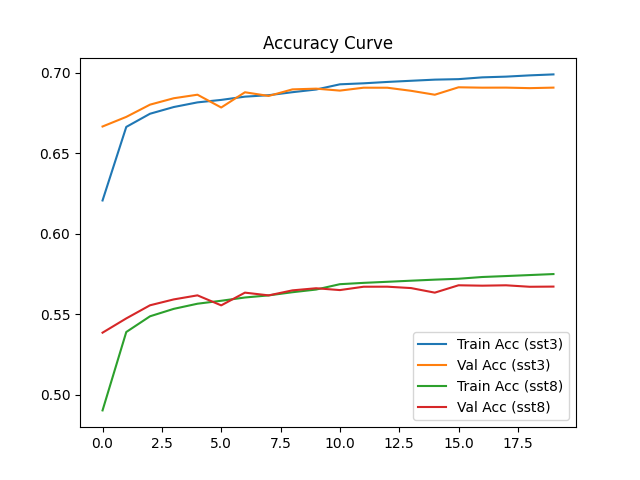 Accuracy Curve
0.70
0.65
0.60
0.55
0.50
0.0 2.5 5.0 7.5 10.0 12.5 15.0 17.5
Train Acc (sst3)
Val Acc (sst3)
Train Acc (sst8)
Val Acc (sst8)